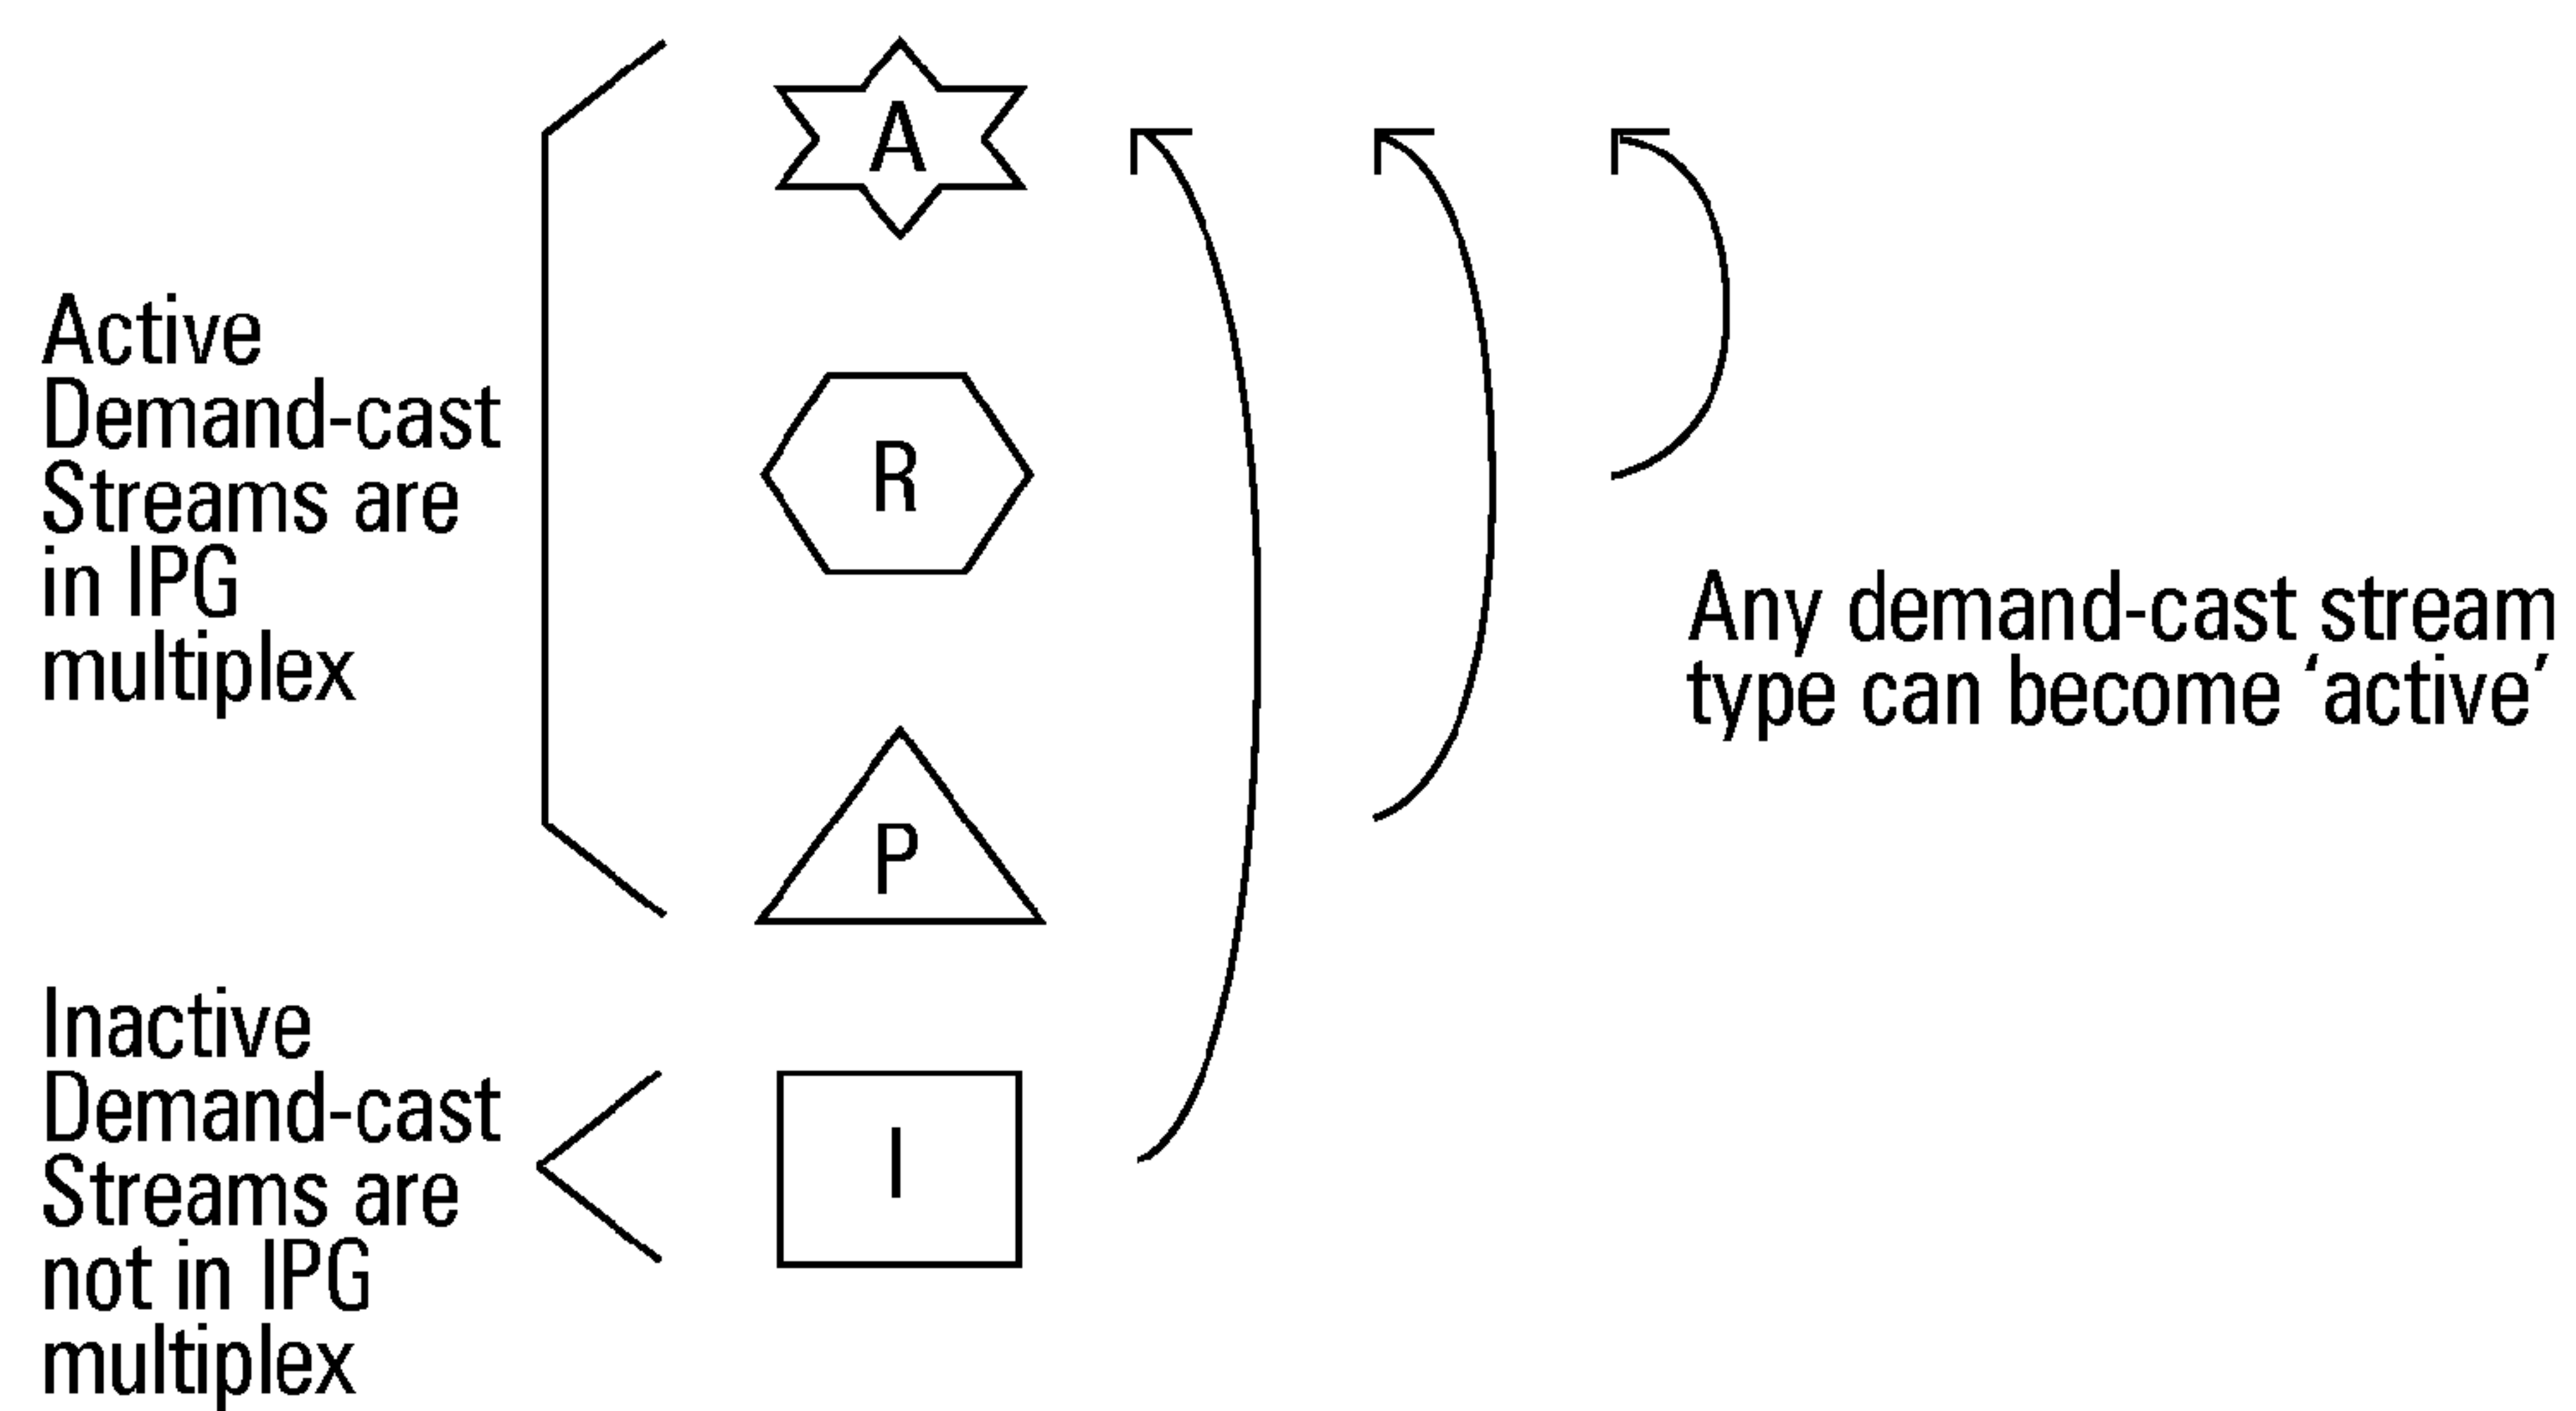 A
Active
Demand-cast
Streams are
in IPG
multiplex
R
Any demand-cast stream
type can become ‘active’
P
Inactive
Demand-cast
Streams are
not in IPG
multiplex
I